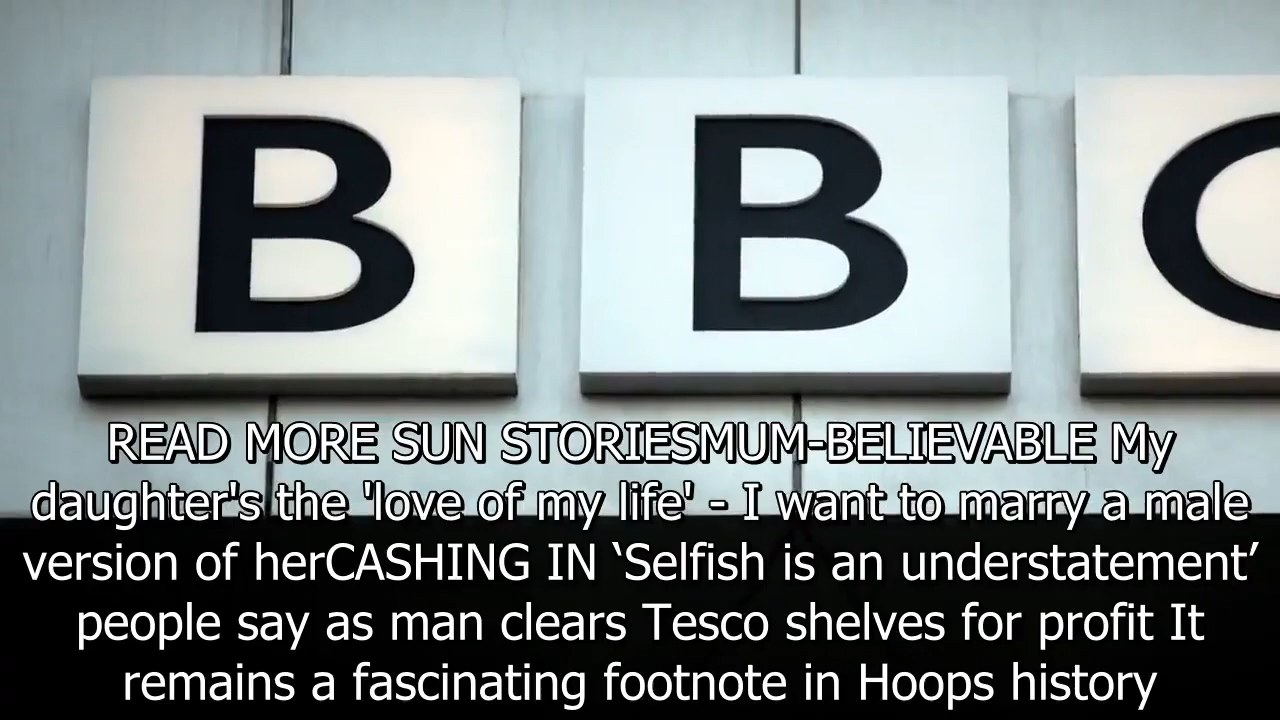 BBC
READ MORE SUN STORIESMUM-BELIEVABLE My
daughter's the 'love of my life' - I want to marry a male
version of herCASHING IN ‘Selfish is an understatement’
people say as man clears Tesco shelves for profit It
remains a fascinating footnote in Hoops history